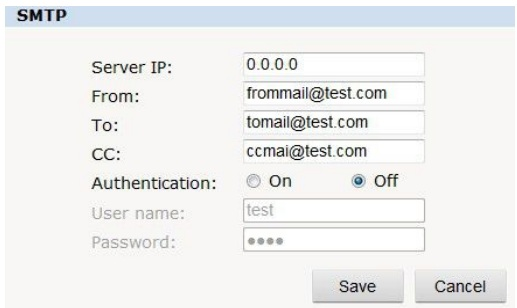 SMTP
Server IP: 0.0.0.0
From: frommail@test.com
To: tomail@test.com
CC: ccmai@test.com
Authentication: On Off
User name: test
Password: ●●●●
Save Cancel